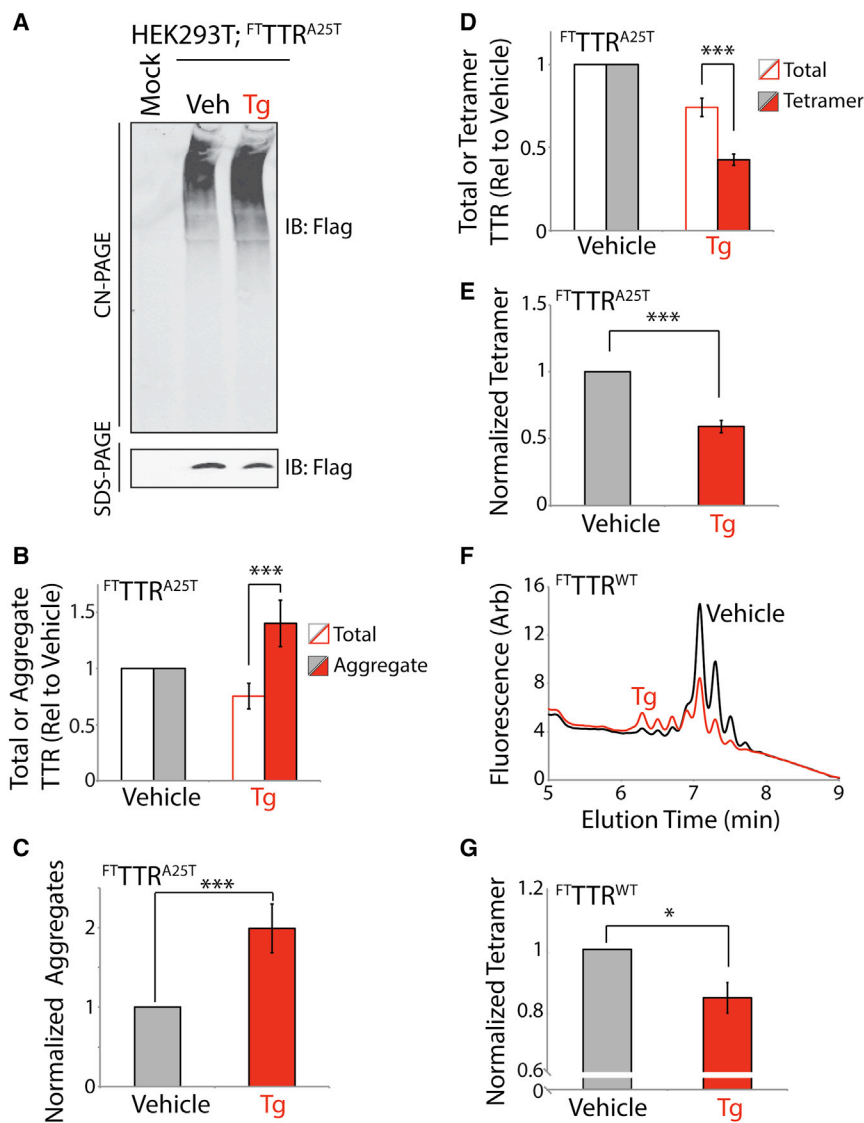 A
HEK293T; FTTTRA25T
Mock
Veh Tg
CN-PAGE
IB: Flag
SDS-PAGE
IB: Flag
B
FTTTRA25T
Total or Aggregate
TTR (Rel to Vehicle)
1.5
1
0.5
0
***
Total
Aggregate
Vehicle Tg
C
FTTTRA25T
Normalized Aggregates
2
1
0
***
Vehicle Tg
D
FTTTRA25T
Total or Tetramer
TTR (Rel to Vehicle)
1
0.5
0
***
Total
Tetramer
Vehicle Tg
E
FTTTRA25T
Normalized Tetramer
1.5
1
0.5
0
***
Vehicle Tg
F
FTTTRWT
Fluorescence (Arb)
16
12
8
4
0
Vehicle
Tg
5 6 7 8 9
Elution Time (min)
G
FTTTRWT
Normalized Tetramer
1.2
1
0.8
0.6
0
*
Vehicle Tg